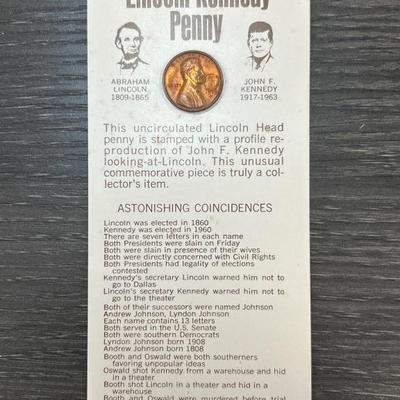 Lincoln Kennedy
Penny
ABRAHAM
LINCOLN
1809-1865
JOHN F.
KENNEDY
1917-1963
This uncirculated Lincoln Head
penny is stamped with a profile re-
production of John F. Kennedy
looking-at-Lincoln. This unusual
commemorative piece is truly a col-
lector's item.
ASTONISHING COINCIDENCES
Lincoln was elected in 1860
Kennedy was elected in 1960
There are seven letters in each name
Both Presidents were slain on Friday
Both were slain in presence of their wives
Both were directly concerned with Civil Rights
Both Presidents had legality of elections
contested
Kennedy's secretary Lincoln warned him not to
go to Dallas
Lincoln's secretary Kennedy warned him not to
go to the theater
Both of their successors were named Johnson
Andrew Johnson, Lyndon Johnson
Each name contains 13 letters
Both served in the U.S. Senate
Both were southern Democrats
Lyndon Johnson born 1908
Andrew Johnson born 1808
Booth and Oswald were both southerners
favoring unpopular ideas
Oswald shot Kennedy from a warehouse and hid
in a theater
Booth shot Lincoln in a theater and hid in a
warehouse
Booth and Oswald were murdered before trial